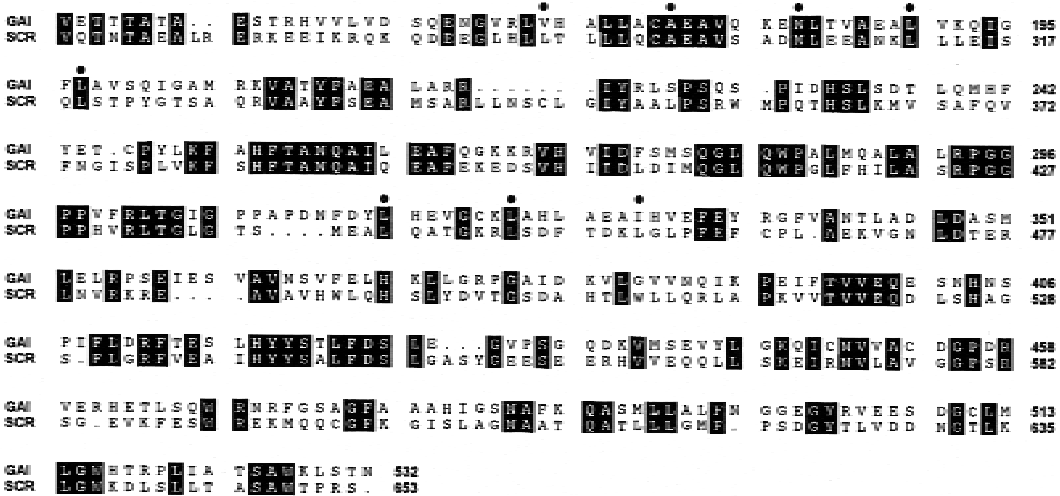 GAI VETTTATA.. ESTRHVVLVD SQENGVRLVH ALLACAEAVQ KENLTVAEAL VKQIG 195
SCR VQTNTAEALR ERKEEIKRQK QDEEGLHLLT LLLQCAEAVS ADNLEEANKL LLEIS 317
GAI FLAVSQIGAM RKVATYFAEA LARR...... IYRLSPSQS .PIDHSLSDT LQMHF 242
SCR QLSTPYGTSA QRVAAYFSEA MSARLLNSCL GIYAALPSRW MPQTHSLKMV SAFQV 372
GAI YET.CPYLKF AHFTANQAIL EAFQGKKRVH VIDFSMSQGL QWPALMQALA LRPGG 296
SCR FNGISPLVKF SHFTANQAIQ EAFEKEDSVH IIDLDIMQGL QWPGLFHILA SRPGG 427
GAI PPVFRLTGIG PPAPDNFDYL HEVGCKLAHL AEAIHVEFEY RGFVANTLAD LDASM 351
SCR PPHVRLTGLG TS....MEAL QATGKRLSDF TDKLGLPFEF CPL.AEKVGN LDTER 477
GAI LELRPSEIES VAVNSVFELH KLLGRPGAID KVLGVVNQIK PEIFTVVEQE SNHNS 406
SCR LNVRKRE... .AVAVHWLQH SLYDVTGSDA HTLWLLQRLA PKVVTVVEQD LSHAG 528
GAI PIFLDRFTES LHYYSTLFDS LE...GVPSG QDKVMSEVYL GKQICNVVAC DGPDR 458
SCR S.FLGRFVEA IHYYSALFDS LGASYGEESE ERHVVEQQLL SKEIRNVLAV GGPSR 582
GAI VERHETLSQW RNRFGSAGFA AAHIGSNAFK QASMLLALFN GGEGYRVEES DGCLM 513
SCR SG.EVKFESW REKMQQCGFK GISLAGNAAT QATLLLGMF. PSDGYTLVDD NGTLK 635
GAI LGWHTRPLIA TSAWKLSTN 532
SCR LGWKDLSLLT ASAWTPRS. 653